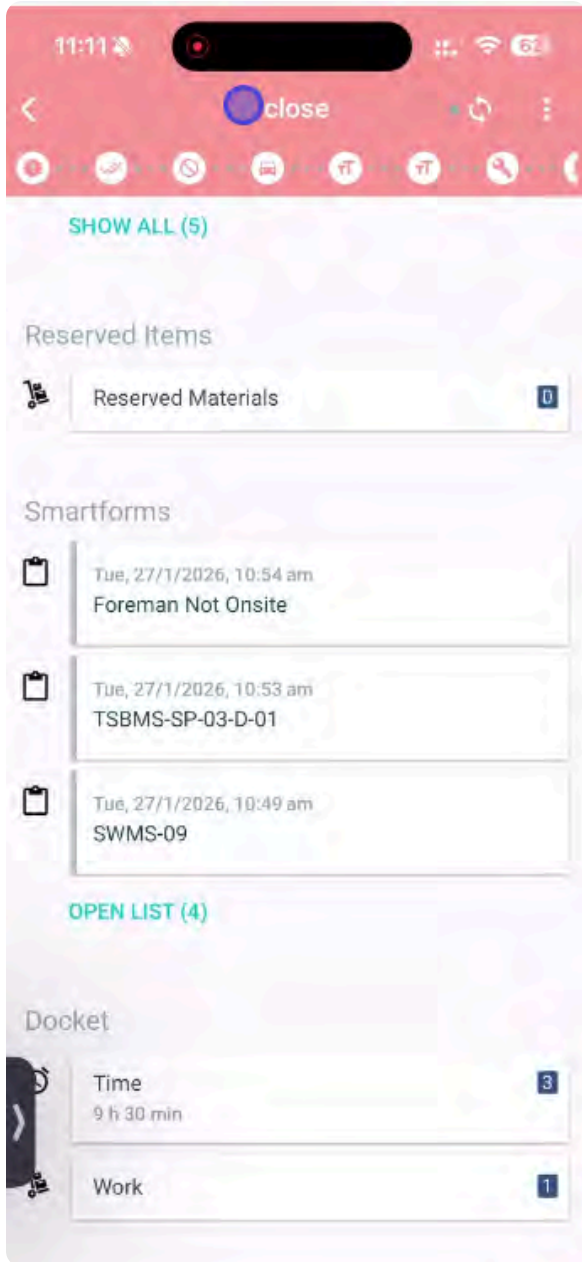 11:11
close
SHOW ALL (5)
Reserved Items
Reserved Materials
0
Smartforms
Tue, 27/1/2026, 10:54 am
Foreman Not Onsite
Tue, 27/1/2026, 10:53 am
TSBMS-SP-03-D-01
Tue, 27/1/2026, 10:49 am
SWMS-09
OPEN LIST (4)
Docket
Time
3
9 h 30 min
Work
1